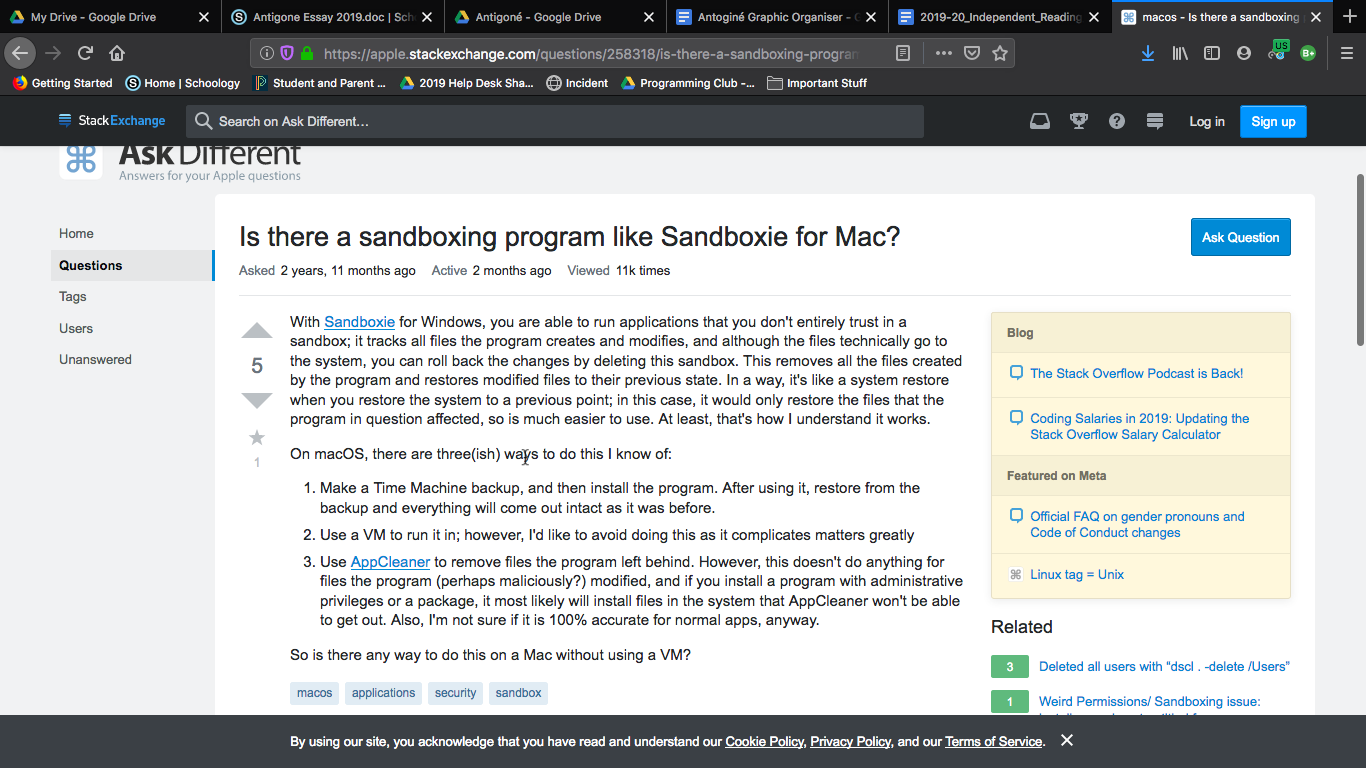 My Drive - Google Drive
Antigone Essay 2019.doc | Sch
Antigoné - Google Drive
Antoginé Graphic Organiser -
2019-20_Independent_Reading
macos - Is there a sandboxing
https://apple.stackexchange.com/questions/258318/is-there-a-sandboxing-program
US
B+
Getting Started
Home | Schoology
Student and Parent ...
2019 Help Desk Sha...
Incident
Programming Club -...
Important Stuff
StackExchange
Search on Ask Different...
Log in
Sign up
Ask Different
Answers for your Apple questions
Home
Questions
Tags
Users
Unanswered
Is there a sandboxing program like Sandboxie for Mac?
Ask Question
Asked 2 years, 11 months ago Active 2 months ago Viewed 11k times
5
1
With Sandboxie for Windows, you are able to run applications that you don't entirely trust in a
sandbox; it tracks all files the program creates and modifies, and although the files technically go to
the system, you can roll back the changes by deleting this sandbox. This removes all the files created
by the program and restores modified files to their previous state. In a way, it's like a system restore
when you restore the system to a previous point; in this case, it would only restore the files that the
program in question affected, so is much easier to use. At least, that's how I understand it works.
On macOS, there are three(ish) ways to do this I know of:
1. Make a Time Machine backup, and then install the program. After using it, restore from the
backup and everything will come out intact as it was before.
2. Use a VM to run it in; however, I'd like to avoid doing this as it complicates matters greatly
3. Use AppCleaner to remove files the program left behind. However, this doesn't do anything for
files the program (perhaps maliciously?) modified, and if you install a program with administrative
privileges or a package, it most likely will install files in the system that AppCleaner won't be able
to get out. Also, I'm not sure if it is 100% accurate for normal apps, anyway.
So is there any way to do this on a Mac without using a VM?
macos applications security sandbox
Blog
The Stack Overflow Podcast is Back!
Coding Salaries in 2019: Updating the
Stack Overflow Salary Calculator
Featured on Meta
Official FAQ on gender pronouns and
Code of Conduct changes
Linux tag = Unix
Related
3 Deleted all users with “dscl . -delete /Users”
1 Weird Permissions/ Sandboxing issue:
By using our site, you acknowledge that you have read and understand our Cookie Policy, Privacy Policy, and our Terms of Service.